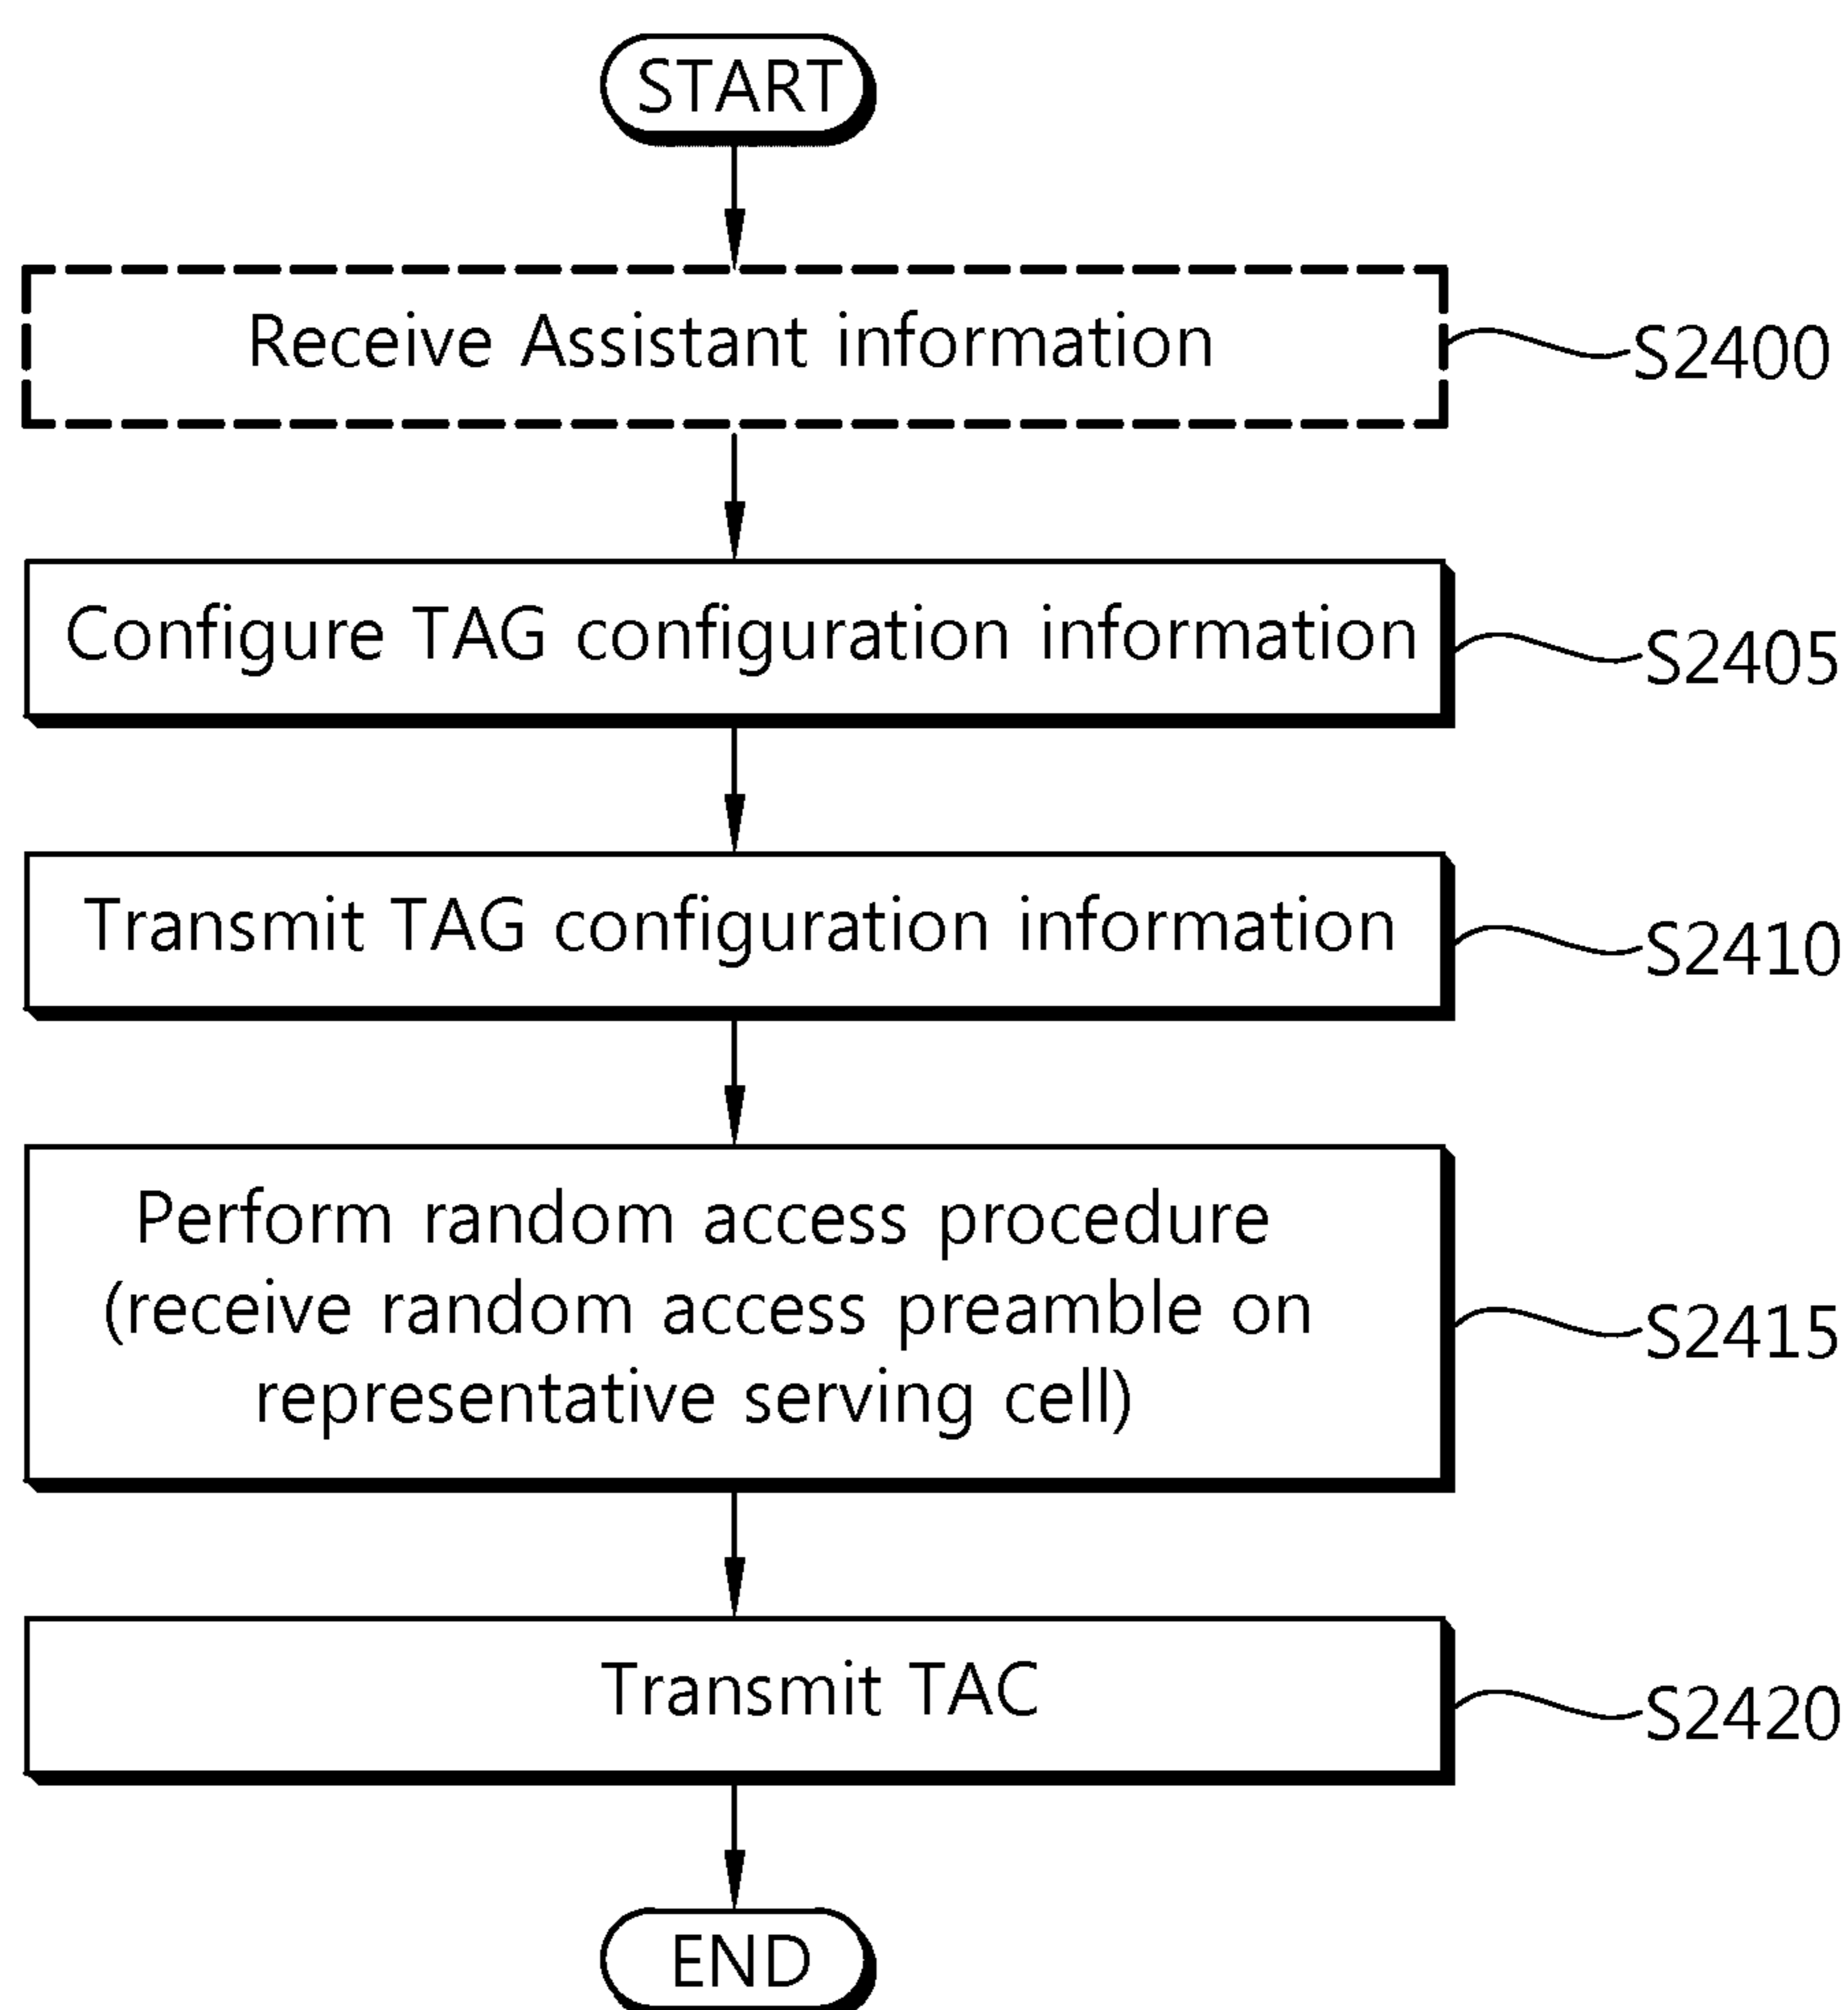 START
Receive Assistant information
S2400
Configure TAG configuration information
S2405
Transmit TAG configuration information
S2410
Perform random access procedure
(receive random access preamble on
representative serving cell)
S2415
Transmit TAC
S2420
END